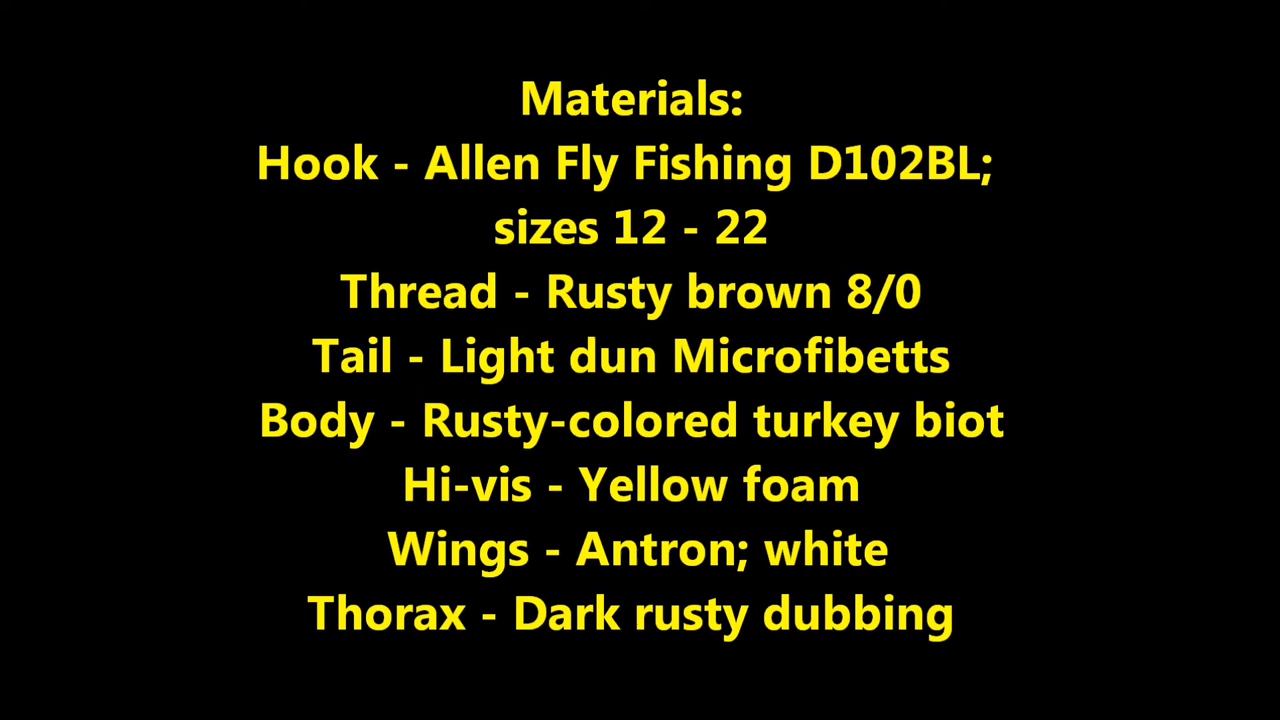 Materials:
Hook - Allen Fly Fishing D102BL;
sizes 12 - 22
Thread - Rusty brown 8/0
Tail - Light dun Microfibetts
Body - Rusty-colored turkey biot
Hi-vis - Yellow foam
Wings - Antron; white
Thorax - Dark rusty dubbing